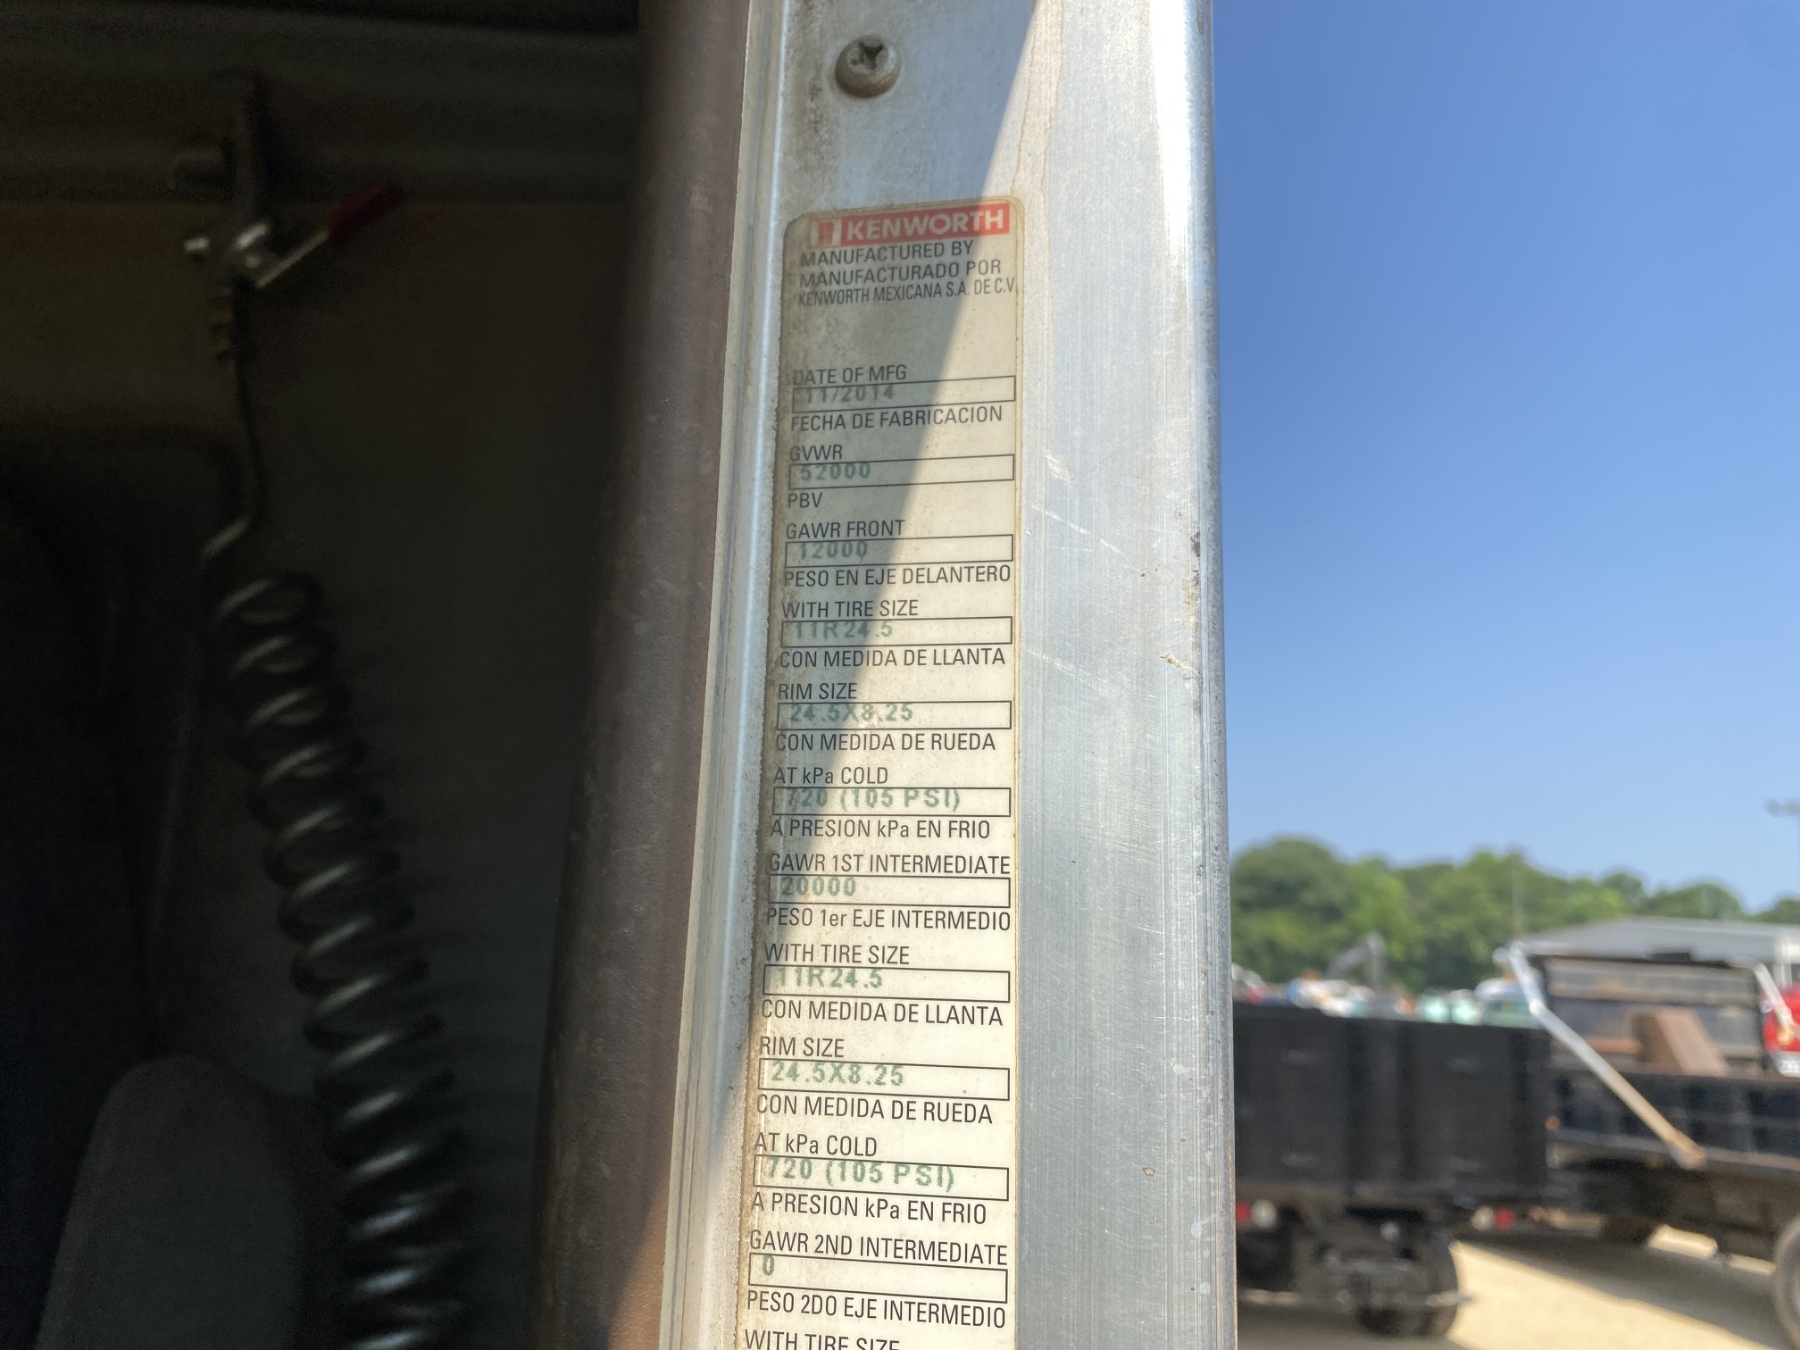 KENWORTH
MANUFACTURED BY
MANUFACTURADO POR
KENWORTH MEXICANA S.A. DE C.V.
DATE OF MFG
11/2014
FECHA DE FABRICACION
GVWR
52000
PBV
GAWR FRONT
12000
PESO EN EJE DELANTERO
WITH TIRE SIZE
11R24.5
CON MEDIDA DE LLANTA
RIM SIZE
24.5X8.25
CON MEDIDA DE RUEDA
AT kPa COLD
720 (105 PSI)
A PRESION kPa EN FRIO
GAWR 1ST INTERMEDIATE
20000
PESO 1er EJE INTERMEDIO
WITH TIRE SIZE
11R24.5
CON MEDIDA DE LLANTA
RIM SIZE
24.5X8.25
CON MEDIDA DE RUEDA
AT kPa COLD
720 (105 PSI)
A PRESION kPa EN FRIO
GAWR 2ND INTERMEDIATE
0
PESO 2DO EJE INTERMEDIO
WITH TIRE SIZE